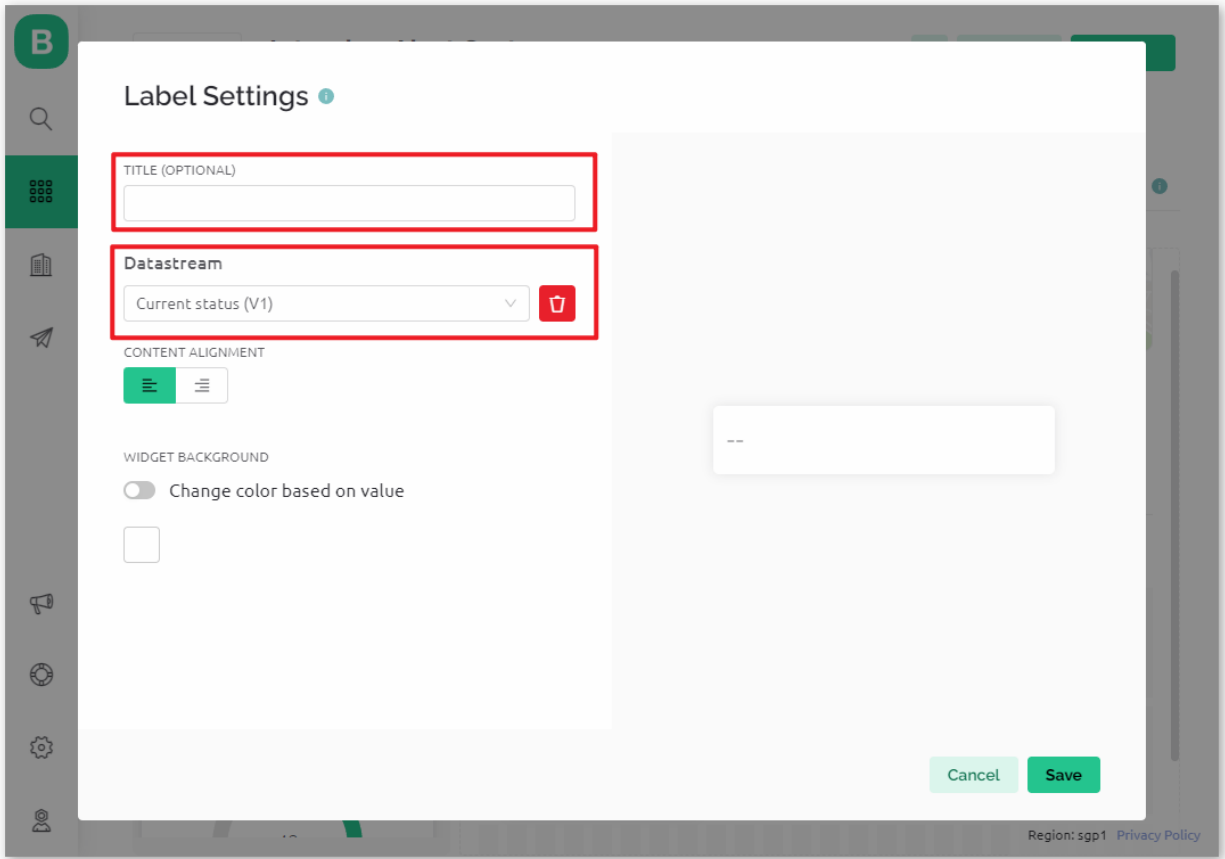 B
Label Settings
TITLE (OPTIONAL)
Datastream
Current status (V1)
CONTENT ALIGNMENT
--
WIDGET BACKGROUND
Change color based on value
Cancel
Save
Region: sgp1 Privacy Policy